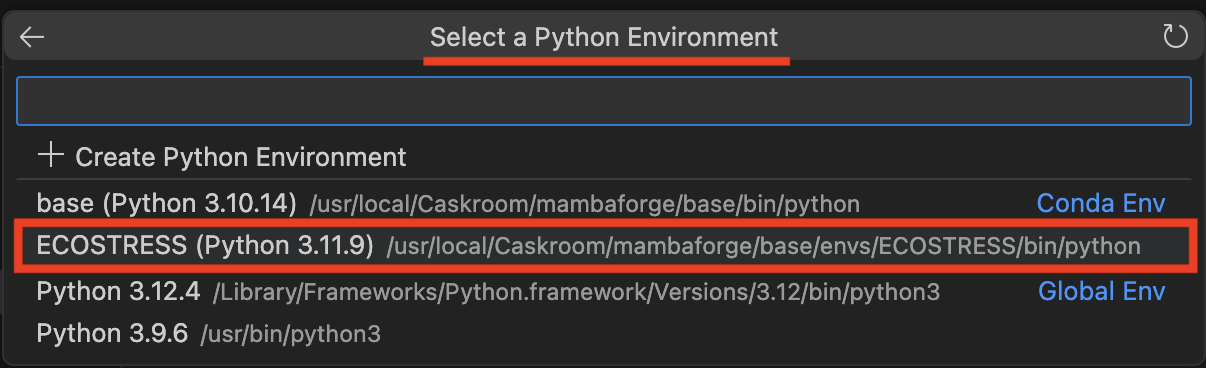 Select a Python Environment
Create Python Environment
base (Python 3.10.14) /usr/local/Caskroom/mambaforge/base/bin/python Conda Env
ECOSTRESS (Python 3.11.9) /usr/local/Caskroom/mambaforge/base/envs/ECOSTRESS/bin/python
Python 3.12.4 /Library/Frameworks/Python.framework/Versions/3.12/bin/python3 Global Env
Python 3.9.6 /usr/bin/python3